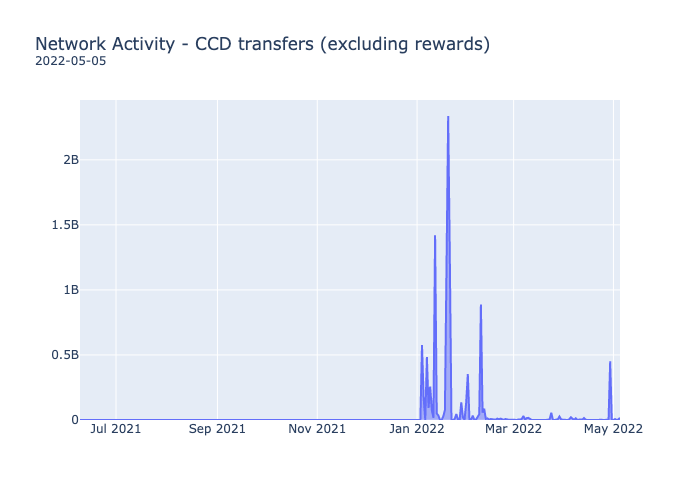 Network Activity - CCD transfers (excluding rewards)
2022-05-05
2B
1.5B
1B
0.5B
0
Jul 2021 Sep 2021 Nov 2021 Jan 2022 Mar 2022 May 2022